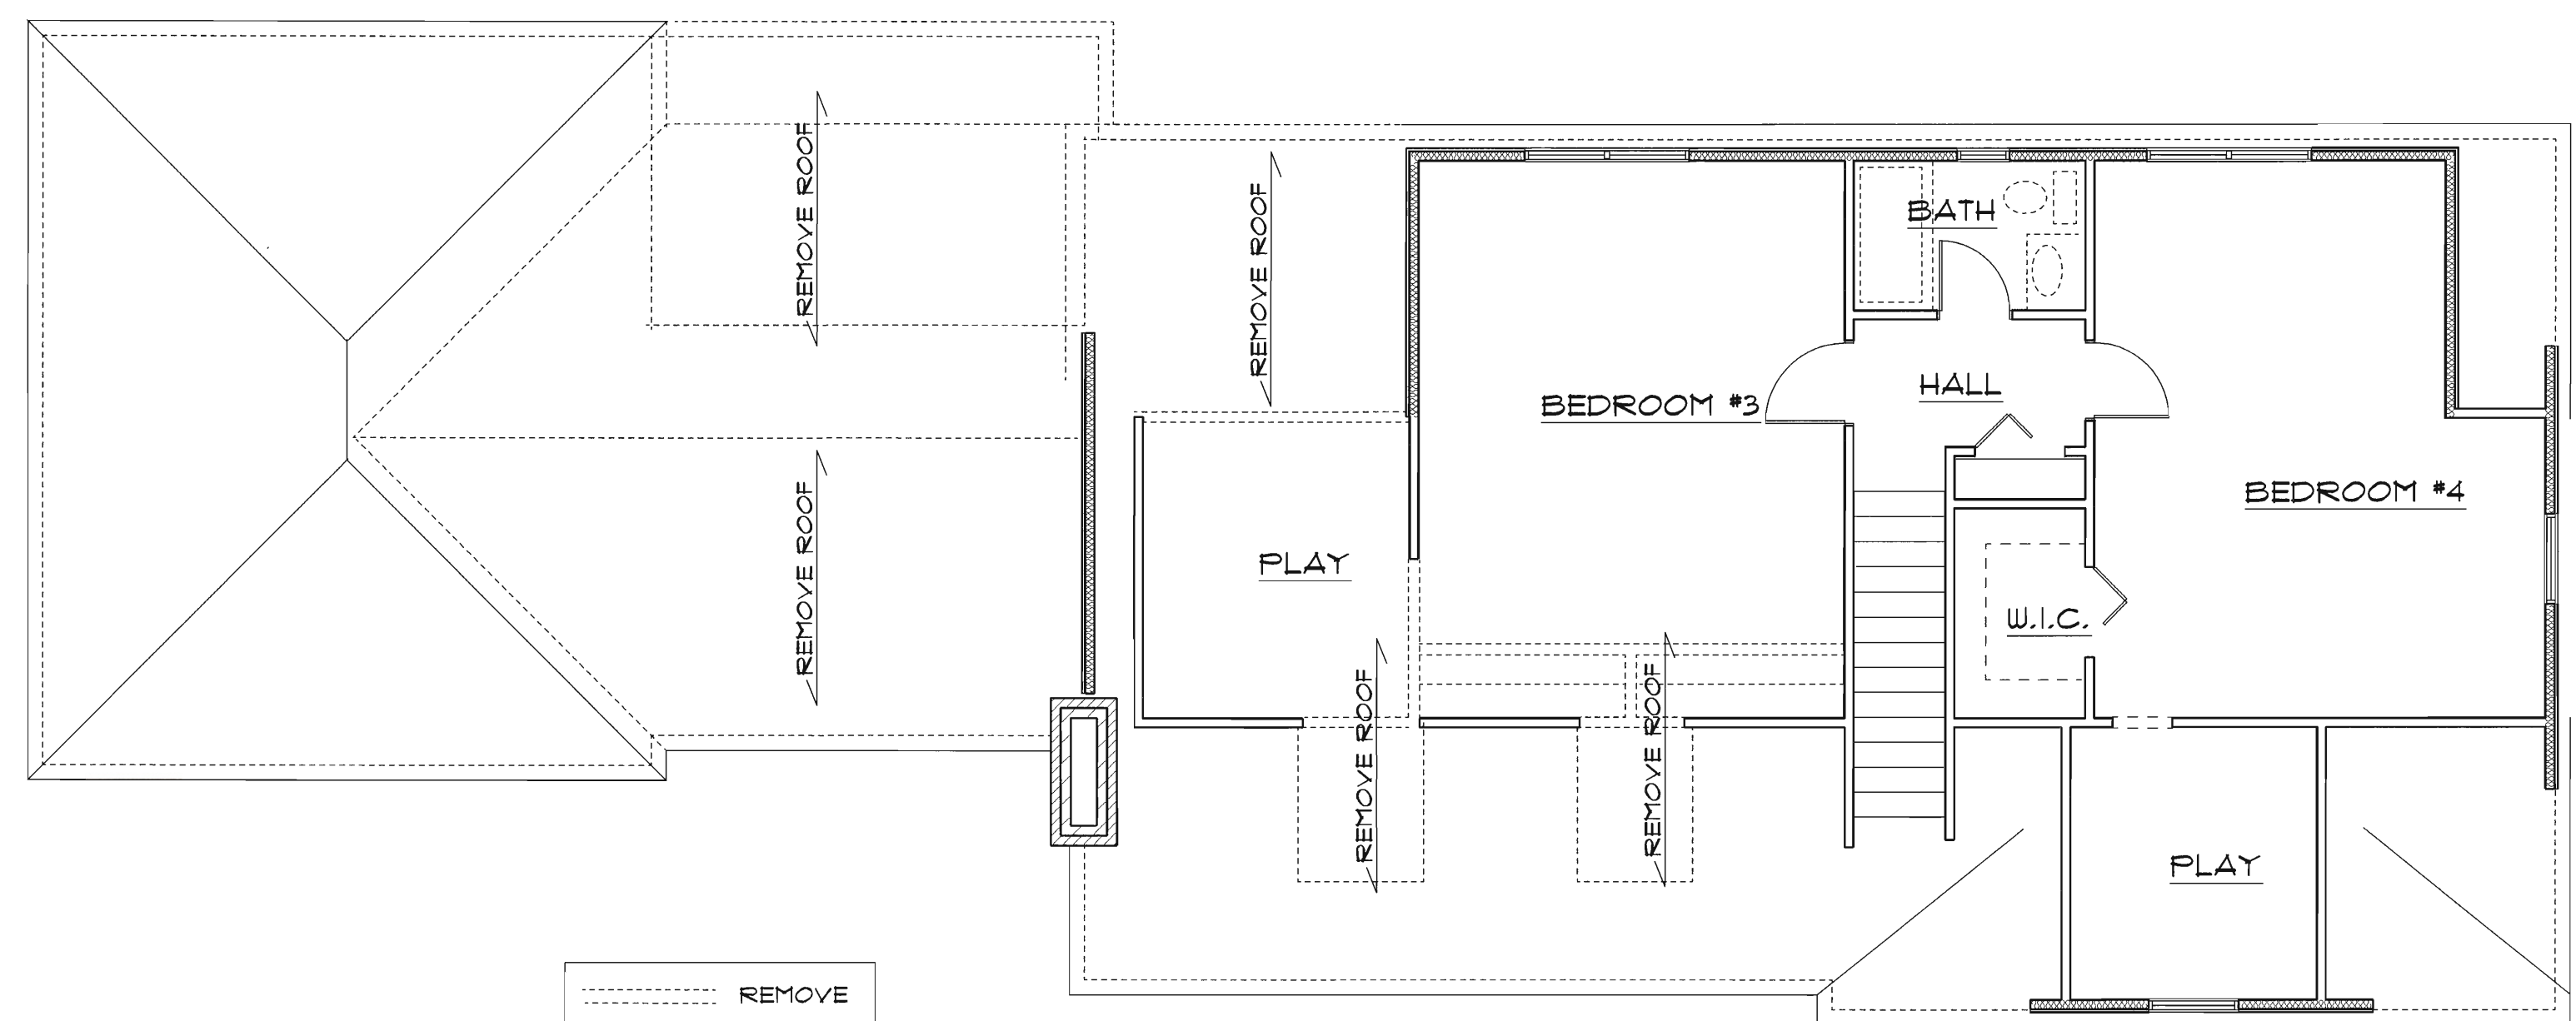 REMOVE ROOF
REMOVE ROOF
BATH
HALL
BEDROOM #3
BEDROOM #4
REMOVE ROOF
PLAY
W.I.C.
REMOVE ROOF
REMOVE ROOF
PLAY
REMOVE